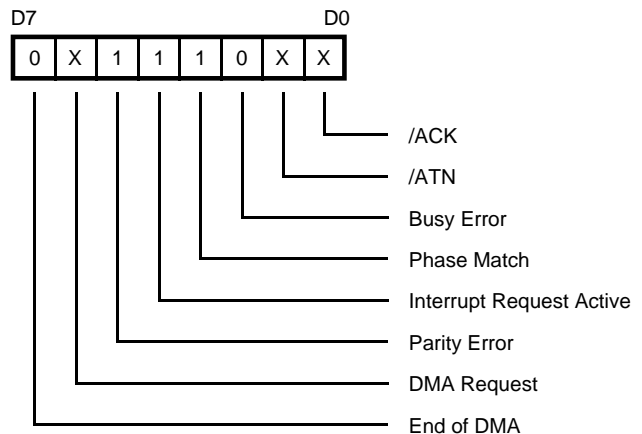 D7 D0
0 X 1 1 1 0 X X
/ACK
/ATN
Busy Error
Phase Match
Interrupt Request Active
Parity Error
DMA Request
End of DMA